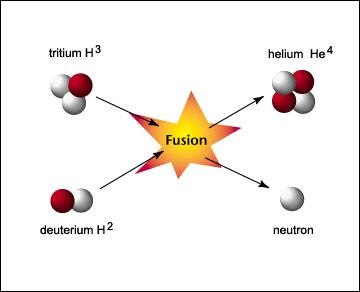 tritium H³
helium He⁴
Fusion
deuterium H²
neutron